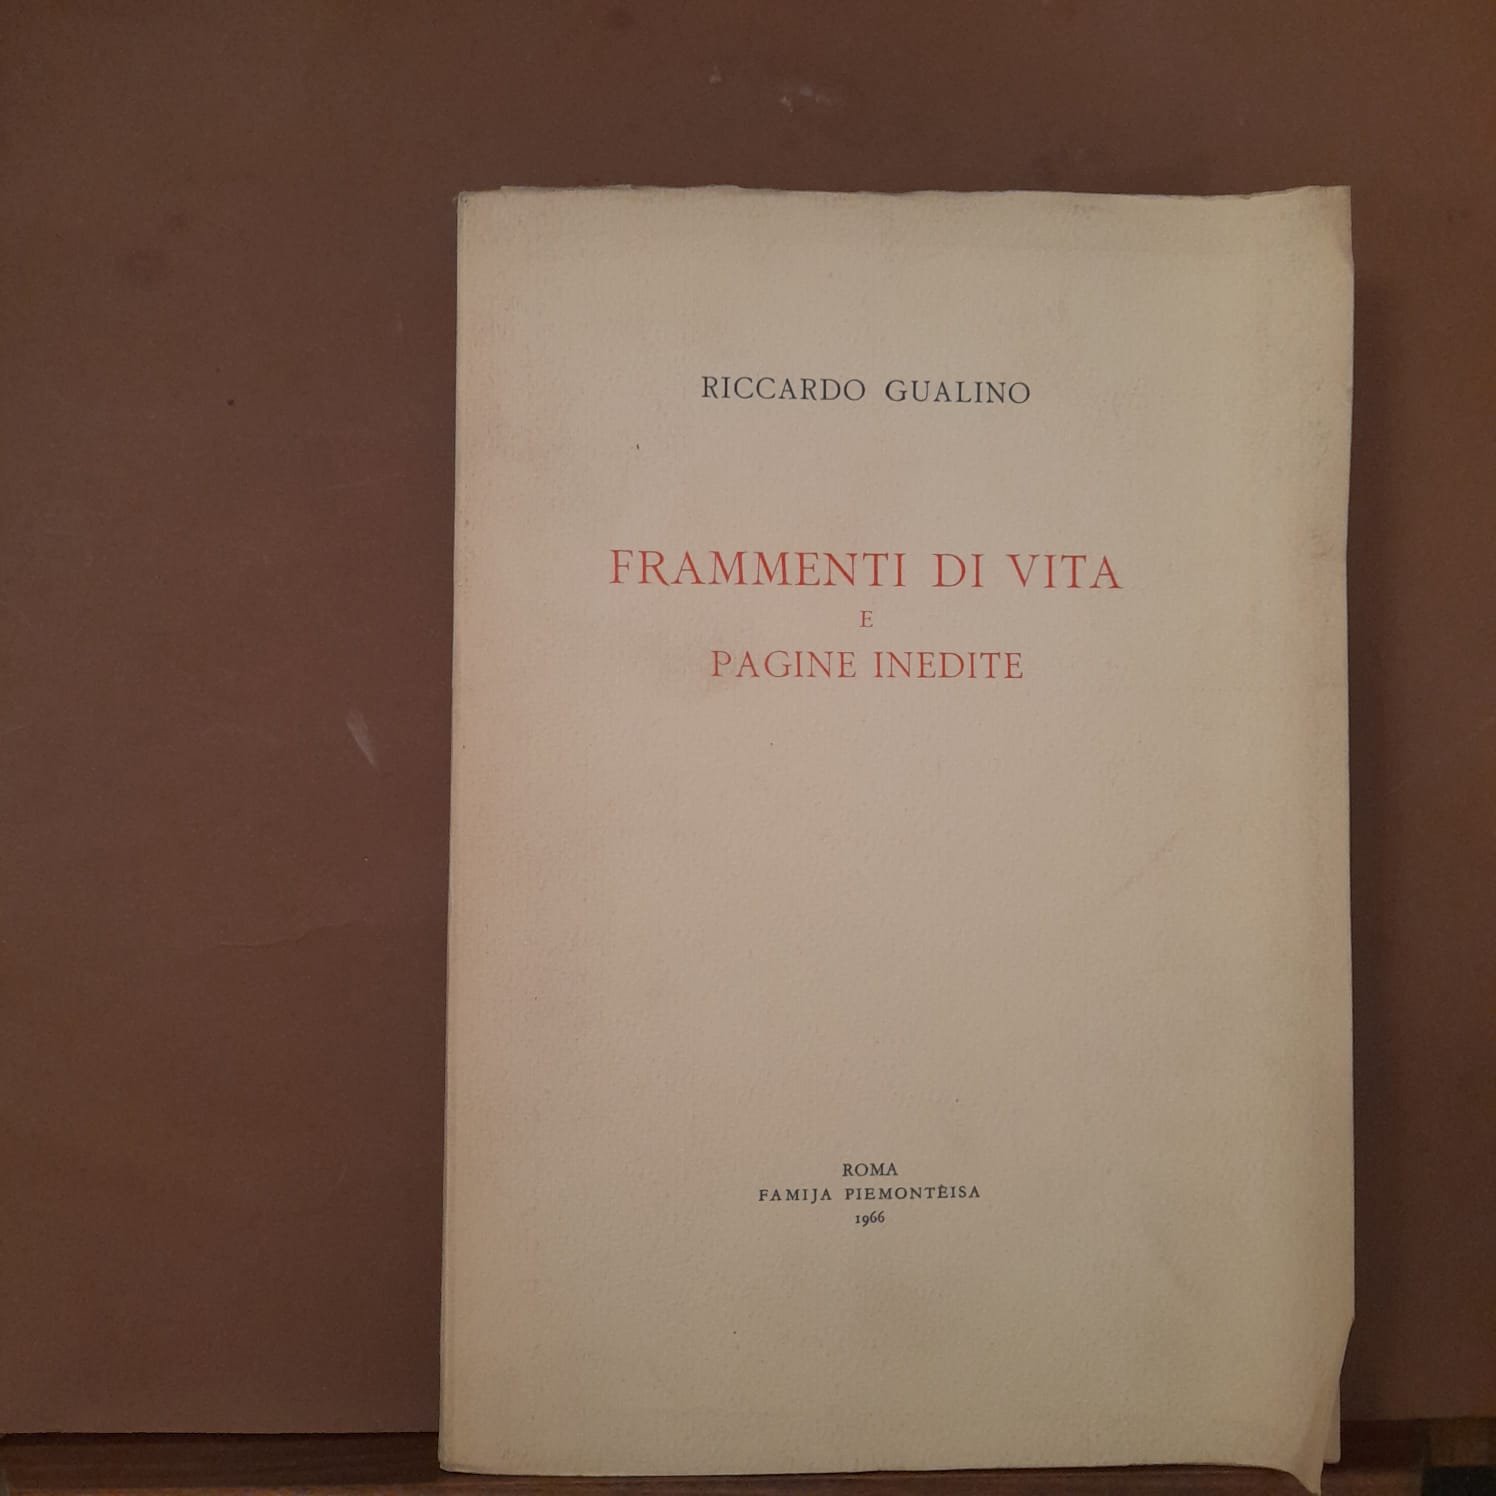 RICCARDO GUALINO
FRAMMENTI DI VITA
E
PAGINE INEDITE
ROMA
FAMIJA PIEMONTÈISA
1966